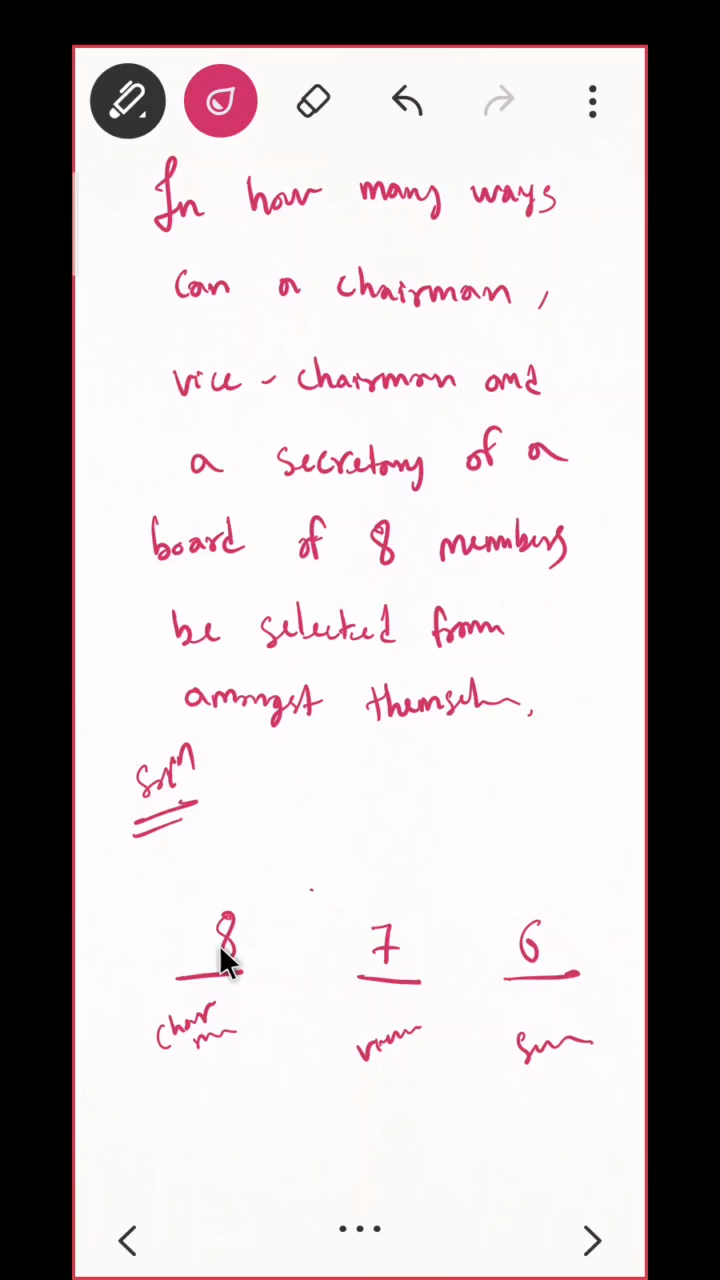 In how many ways
can a chairman,
vice-chairman and
a secretary of a
board of 8 members
be selected from
amongst themselves.
Soln
8 7 6